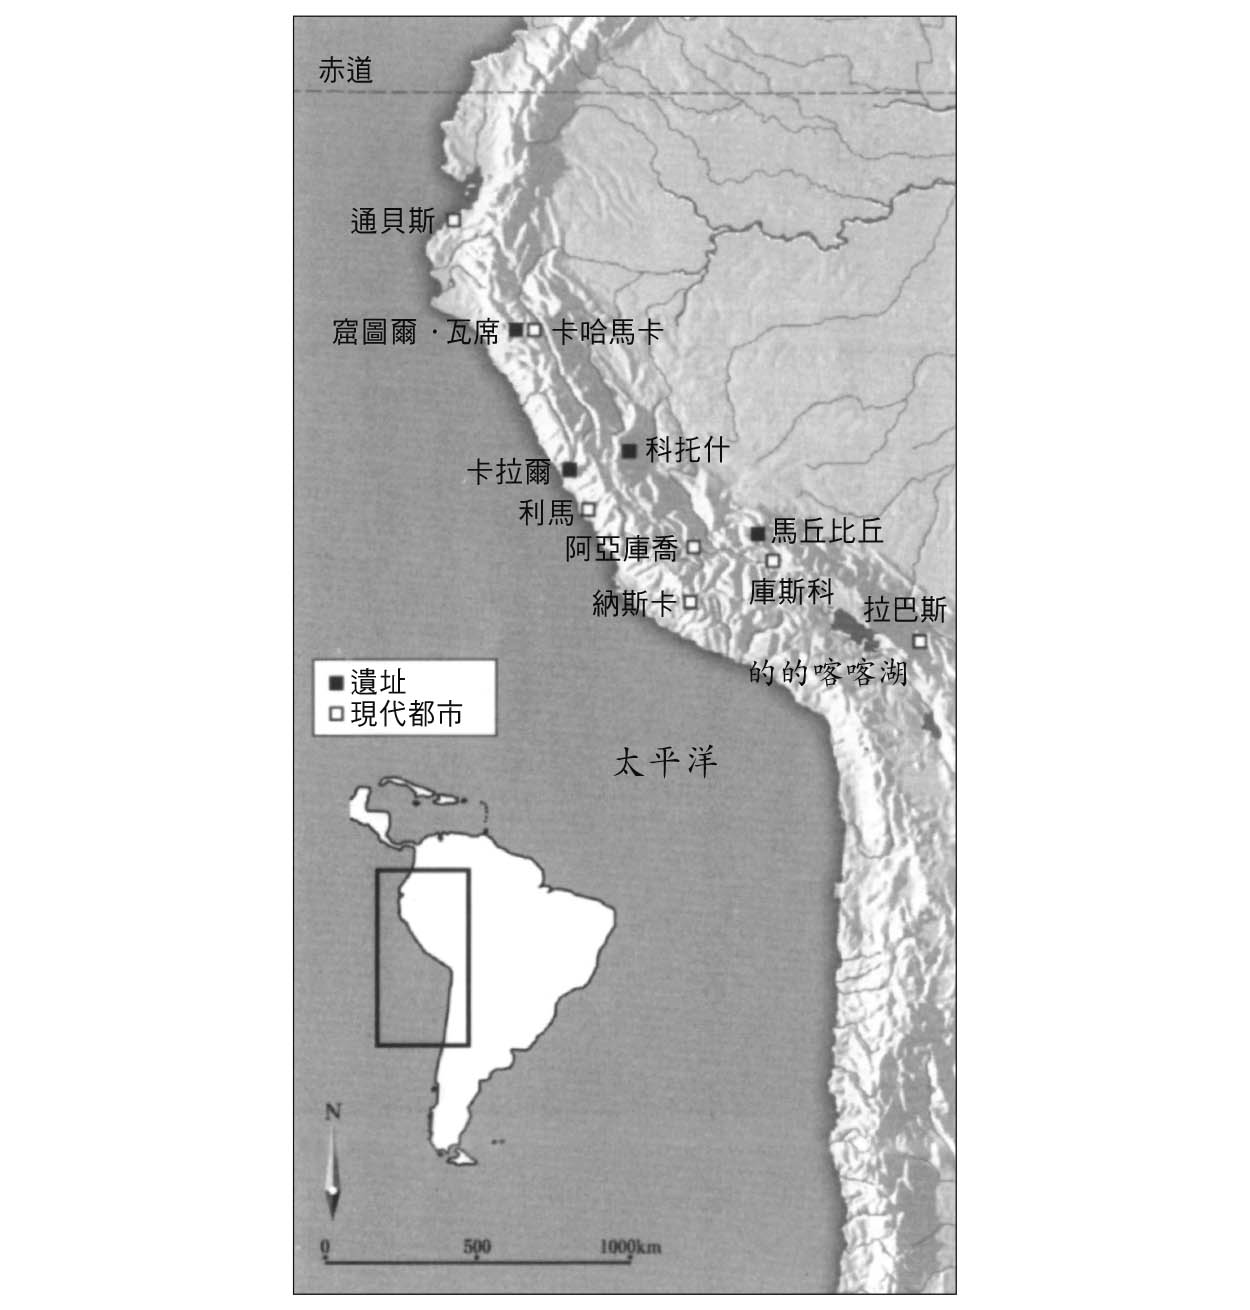 赤道
通貝斯
窟圖爾·瓦席
卡哈馬卡
科托什
卡拉爾
利馬
馬丘比丘
阿亞庫喬
庫斯科
納斯卡
拉巴斯
的的喀喀湖
遺址
現代都市
太平洋
N
0 500 1000km